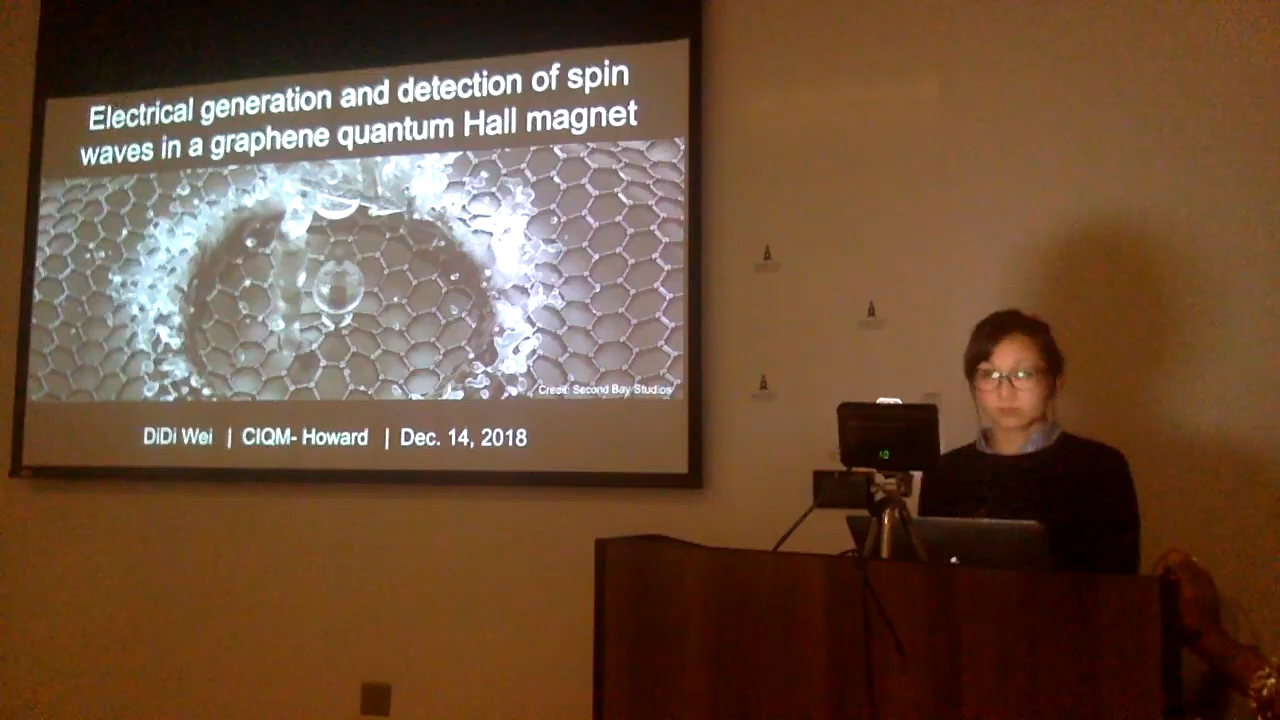 Electrical generation and detection of spin
waves in a graphene quantum Hall magnet
Credit: Second Bay Studios
DiDi Wei | CIQM- Howard | Dec. 14, 2018